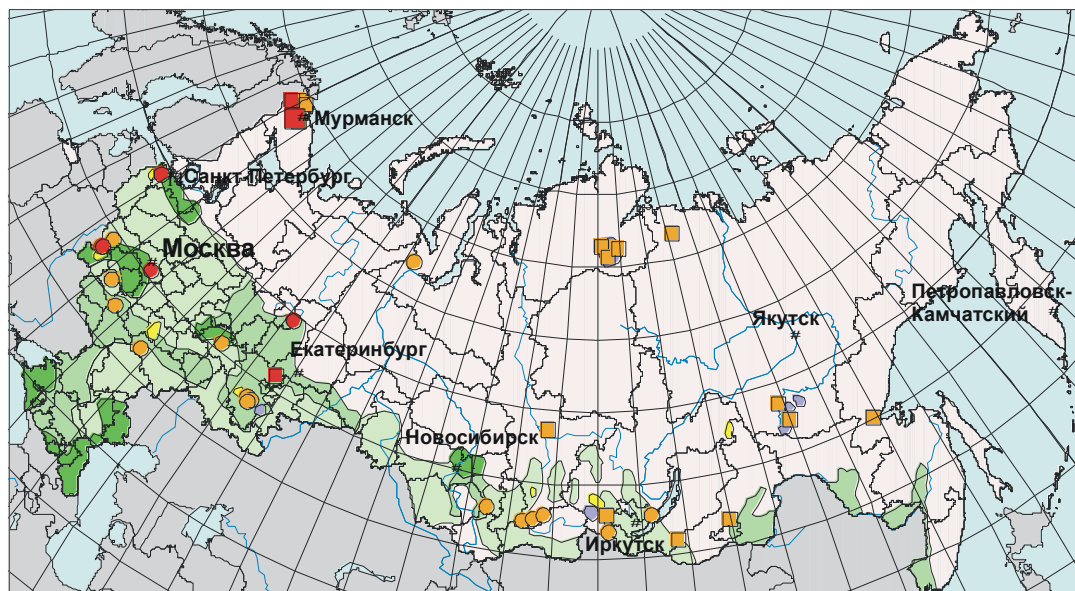 Мурманск
Санкт-Петербург
Москва
Петропавловск-
Камчатский
Якутск
Екатеринбург
Новосибирск
Иркутск